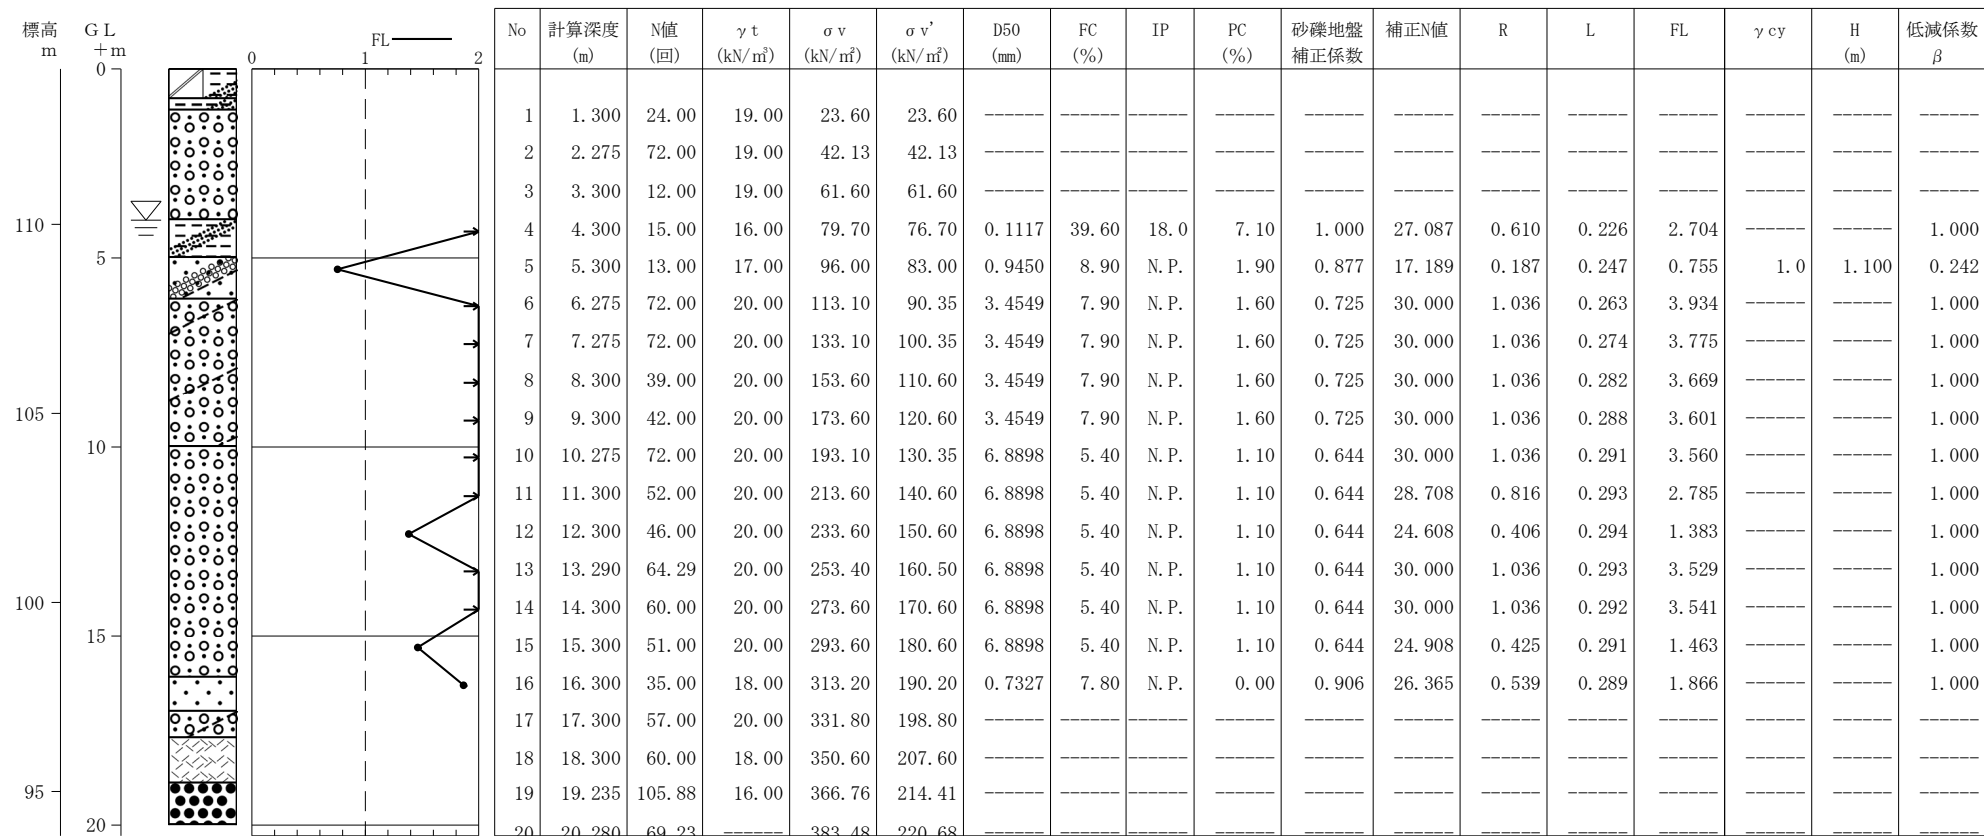 標高 G L No 計算深度 N値 γt σv σv' D50 FC IP PC 砂礫地盤 補正N値 R L FL γcy H 低減係数
m +m FL (m) (回) (kN/㎥) (kN/㎡) (kN/㎡) (mm) (%) (%) 補正係数 (m) β
0 0 1 2
1 1.300 24.00 19.00 23.60 23.60 ------ ------ ------ ------ ------ ------ ------ ------ ------ ------ ------ ------
2 2.275 72.00 19.00 42.13 42.13 ------ ------ ------ ------ ------ ------ ------ ------ ------ ------ ------ ------
3 3.300 12.00 19.00 61.60 61.60 ------ ------ ------ ------ ------ ------ ------ ------ ------ ------ ------ ------
110 4 4.300 15.00 16.00 79.70 76.70 0.1117 39.60 18.0 7.10 1.000 27.087 0.610 0.226 2.704 ------ ------ 1.000
5 5 5.300 13.00 17.00 96.00 83.00 0.9450 8.90 N.P. 1.90 0.877 17.189 0.187 0.247 0.755 1.0 1.100 0.242
6 6.275 72.00 20.00 113.10 90.35 3.4549 7.90 N.P. 1.60 0.725 30.000 1.036 0.263 3.934 ------ ------ 1.000
7 7.275 72.00 20.00 133.10 100.35 3.4549 7.90 N.P. 1.60 0.725 30.000 1.036 0.274 3.775 ------ ------ 1.000
8 8.300 39.00 20.00 153.60 110.60 3.4549 7.90 N.P. 1.60 0.725 30.000 1.036 0.282 3.669 ------ ------ 1.000
105 9 9.300 42.00 20.00 173.60 120.60 3.4549 7.90 N.P. 1.60 0.725 30.000 1.036 0.288 3.601 ------ ------ 1.000
10 10 10.275 72.00 20.00 193.10 130.35 6.8898 5.40 N.P. 1.10 0.644 30.000 1.036 0.291 3.560 ------ ------ 1.000
11 11.300 52.00 20.00 213.60 140.60 6.8898 5.40 N.P. 1.10 0.644 28.708 0.816 0.293 2.785 ------ ------ 1.000
12 12.300 46.00 20.00 233.60 150.60 6.8898 5.40 N.P. 1.10 0.644 24.608 0.406 0.294 1.383 ------ ------ 1.000
13 13.290 64.29 20.00 253.40 160.50 6.8898 5.40 N.P. 1.10 0.644 30.000 1.036 0.293 3.529 ------ ------ 1.000
100 14 14.300 60.00 20.00 273.60 170.60 6.8898 5.40 N.P. 1.10 0.644 30.000 1.036 0.292 3.541 ------ ------ 1.000
15 15 15.300 51.00 20.00 293.60 180.60 6.8898 5.40 N.P. 1.10 0.644 24.908 0.425 0.291 1.463 ------ ------ 1.000
16 16.300 35.00 18.00 313.20 190.20 0.7327 7.80 N.P. 0.00 0.906 26.365 0.539 0.289 1.866 ------ ------ 1.000
17 17.300 57.00 20.00 331.80 198.80 ------ ------ ------ ------ ------ ------ ------ ------ ------ ------ ------ ------
18 18.300 60.00 18.00 350.60 207.60 ------ ------ ------ ------ ------ ------ ------ ------ ------ ------ ------ ------
95 19 19.235 105.88 16.00 366.76 214.41 ------ ------ ------ ------ ------ ------ ------ ------ ------ ------ ------ ------
20 20 20.280 69.23 ------ 383.48 220.68 ------ ------ ------ ------ ------ ------ ------ ------ ------ ------ ------ ------